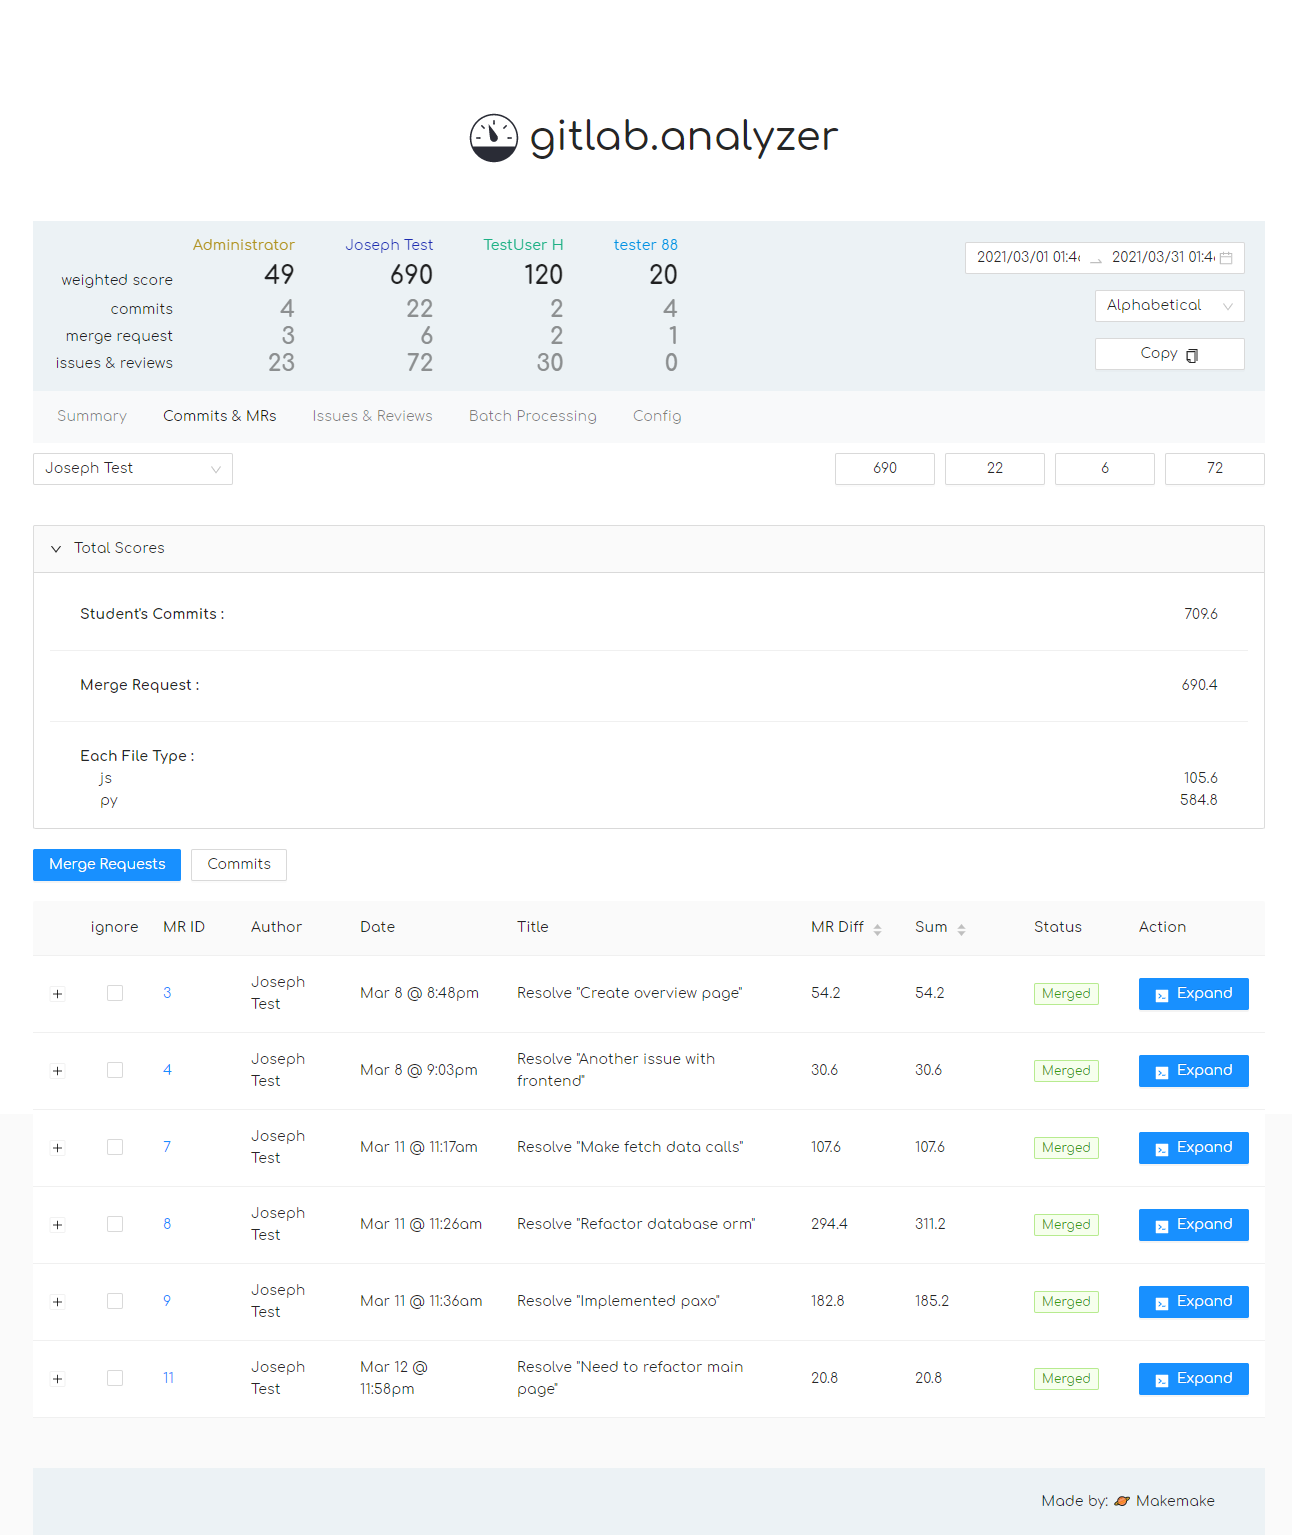 gitlab.analyzer
Administrator Joseph Test TestUser H tester 88
weighted score 49 690 120 20
commits 4 22 2 4
merge request 3 6 2 1
issues & reviews 23 72 30 0
2021/03/01 01:4 2021/03/31 01:4
Alphabetical
Copy
Summary Commits & MRs Issues & Reviews Batch Processing Config
Joseph Test 690 22 6 72
Total Scores
Student's Commits : 709.6
Merge Request : 690.4
Each File Type :
js 105.6
py 584.8
Merge Requests Commits
ignore MR ID Author Date Title MR Diff Sum Status Action
3 Joseph Test Mar 8 @ 8:48pm Resolve "Create overview page" 54.2 54.2 Merged Expand
4 Joseph Test Mar 8 @ 9:03pm Resolve "Another issue with frontend" 30.6 30.6 Merged Expand
7 Joseph Test Mar 11 @ 11:17am Resolve "Make fetch data calls" 107.6 107.6 Merged Expand
8 Joseph Test Mar 11 @ 11:26am Resolve "Refactor database orm" 294.4 311.2 Merged Expand
9 Joseph Test Mar 11 @ 11:36am Resolve "Implemented paxo" 182.8 185.2 Merged Expand
11 Joseph Test Mar 12 @ 11:58pm Resolve "Need to refactor main page" 20.8 20.8 Merged Expand
Made by: Makemake